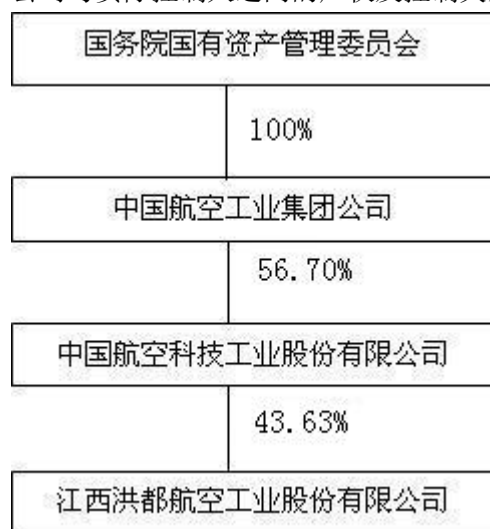 国务院国有资产管理委员会
100%
中国航空工业集团公司
56.70%
中国航空科技工业股份有限公司
43.63%
江西洪都航空工业股份有限公司